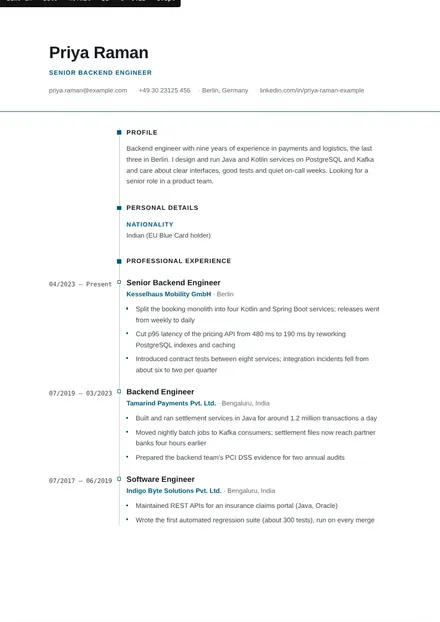 Priya Raman
SENIOR BACKEND ENGINEER
priya.raman@example.com +49 30 23125 456 · Berlin, Germany linkedin.com/in/priya-raman-example
PROFILE
Backend engineer with nine years of experience in payments and logistics, the last
three in Berlin. I design and run Java and Kotlin services on PostgreSQL and Kafka
and care about clear interfaces, good tests and quiet on-call weeks. Looking for a
senior role in a product team.
PERSONAL DETAILS
NATIONALITY
Indian (EU Blue Card holder)
PROFESSIONAL EXPERIENCE
04/2023 – Present Senior Backend Engineer
Kesselhaus Mobility GmbH · Berlin
• Split the booking monolith into four Kotlin and Spring Boot services; releases went
from weekly to daily
• Cut p95 latency of the pricing API from 480 ms to 190 ms by reworking
PostgreSQL indexes and caching
• Introduced contract tests between eight services; integration incidents fell from
about six to two per quarter
07/2019 – 03/2023 Backend Engineer
Tamarind Payments Pvt. Ltd. · Bengaluru, India
• Built and ran settlement services in Java for around 1.2 million transactions a day
• Moved nightly batch jobs to Kafka consumers; settlement files now reach partner
banks four hours earlier
• Prepared the backend team's PCI DSS evidence for two annual audits
07/2017 – 06/2019 Software Engineer
Indigo Byte Solutions Pvt. Ltd. · Bengaluru, India
• Maintained REST APIs for an insurance claims portal (Java, Oracle)
• Wrote the first automated regression suite (about 300 tests), run on every merge